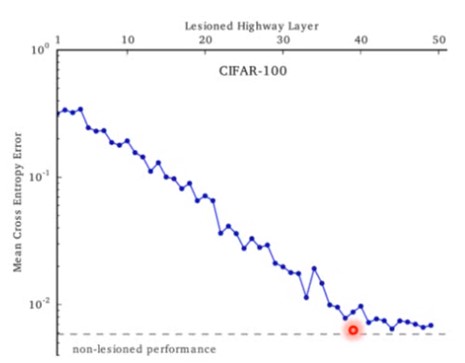 Lesioned Highway Layer
1 10 20 30 40 50
10⁰
CIFAR-100
Mean Cross Entropy Error
10⁻¹
10⁻²
non-lesioned performance